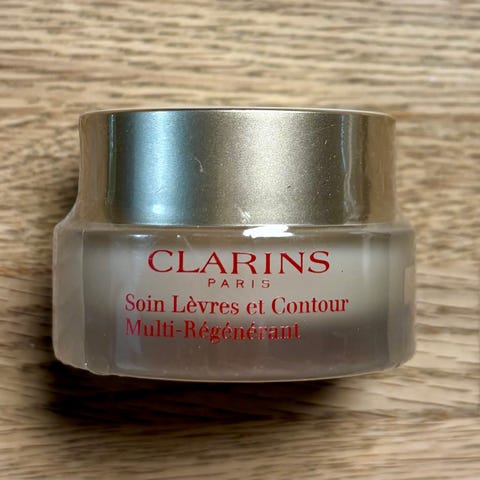 CLARINS
PARIS
Soin Lèvres et Contour
Multi-Régénérant